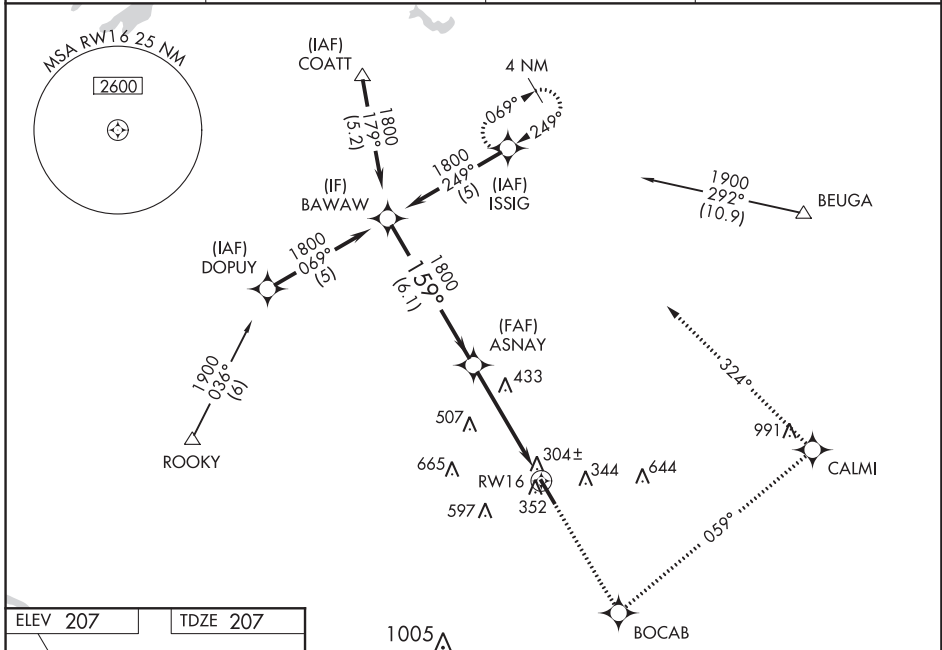 MSA RW16 25 NM
2600
(IAF)
COATT
1800
179°
(5.2)
4 NM
069°
249°
1800
249°
(5)
(IAF)
ISSIG
(IF)
BAWAW
1900
292°
(10.9)
BEUGA
(IAF)
DOPUY
1800
069°
(5)
1800
159°
(6.1)
(FAF)
ASNAY
433
324°
1900
036°
(6)
ROOKY
507
991
CALMI
665
304±
RW16
344
644
597
352
059°
BOCAB
ELEV 207
TDZE 207
1005